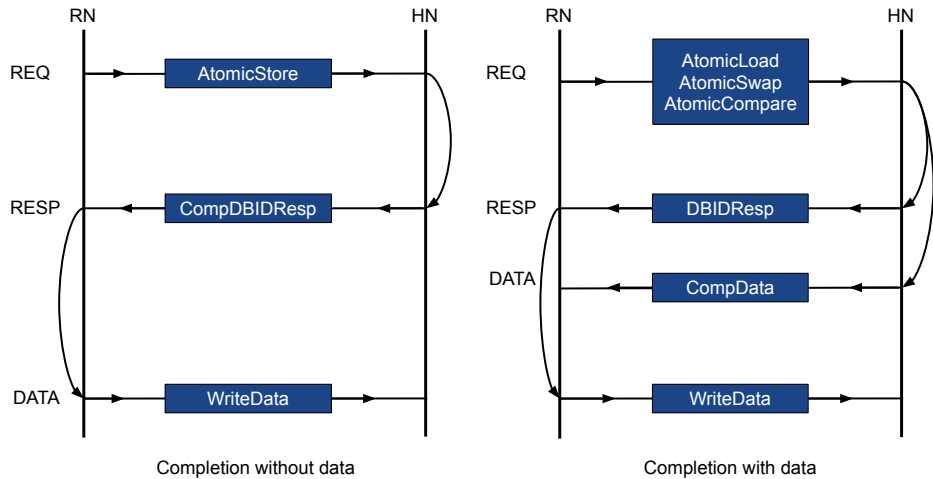 RN
HN
REQ
AtomicStore
RESP
CompDBIDResp
DATA
WriteData
Completion without data
RN
HN
REQ
AtomicLoad
AtomicSwap
AtomicCompare
RESP
DBIDResp
DATA
CompData
WriteData
Completion with data